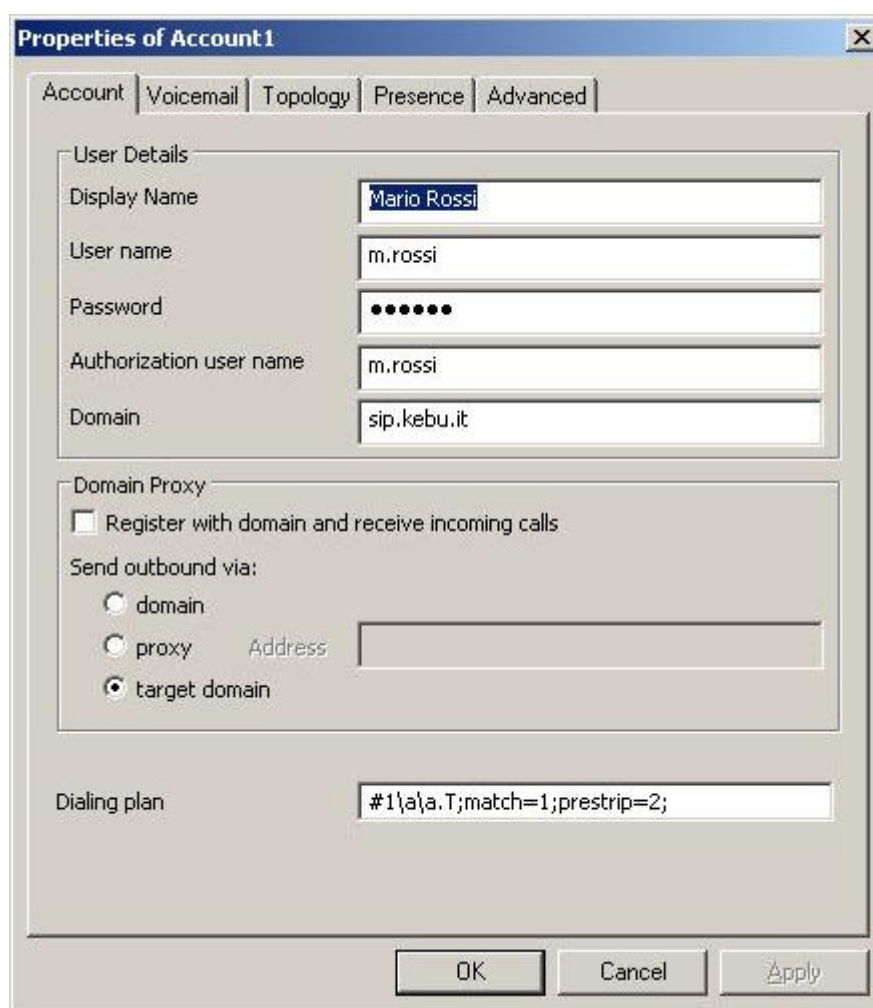 Properties of Account1
Account Voicemail Topology Presence Advanced
User Details
Display Name Mario Rossi
User name m.rossi
Password ●●●●●●
Authorization user name m.rossi
Domain sip.kebu.it
Domain Proxy
Register with domain and receive incoming calls
Send outbound via:
domain
proxy Address
target domain
Dialing plan #1\a\a.T;match=1;prestrip=2;
OK Cancel Apply